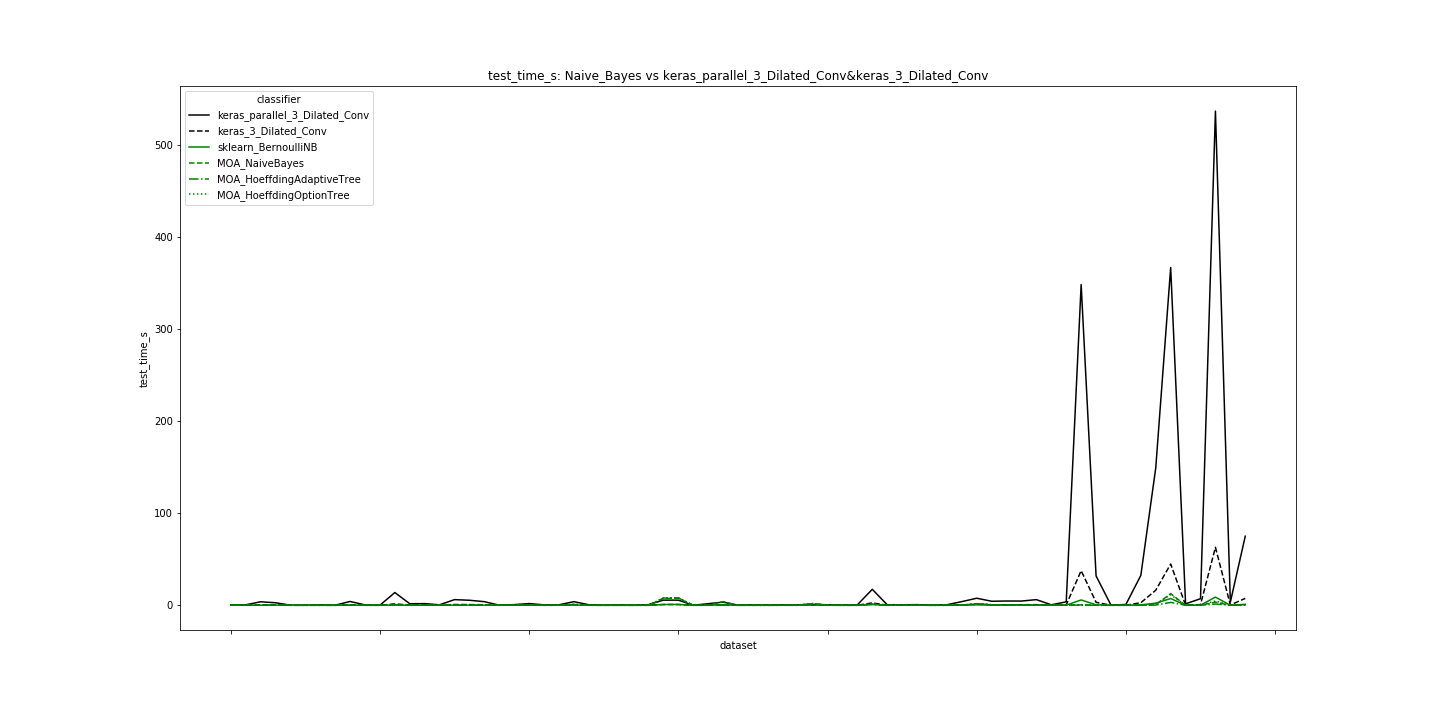 test_time_s: Naive_Bayes vs keras_parallel_3_Dilated_Conv&keras_3_Dilated_Conv
classifier
keras_parallel_3_Dilated_Conv
keras_3_Dilated_Conv
sklearn_BernoulliNB
MOA_NaiveBayes
MOA_HoeffdingAdaptiveTree
MOA_HoeffdingOptionTree
500
400
300
200
100
0
test_time_s
dataset